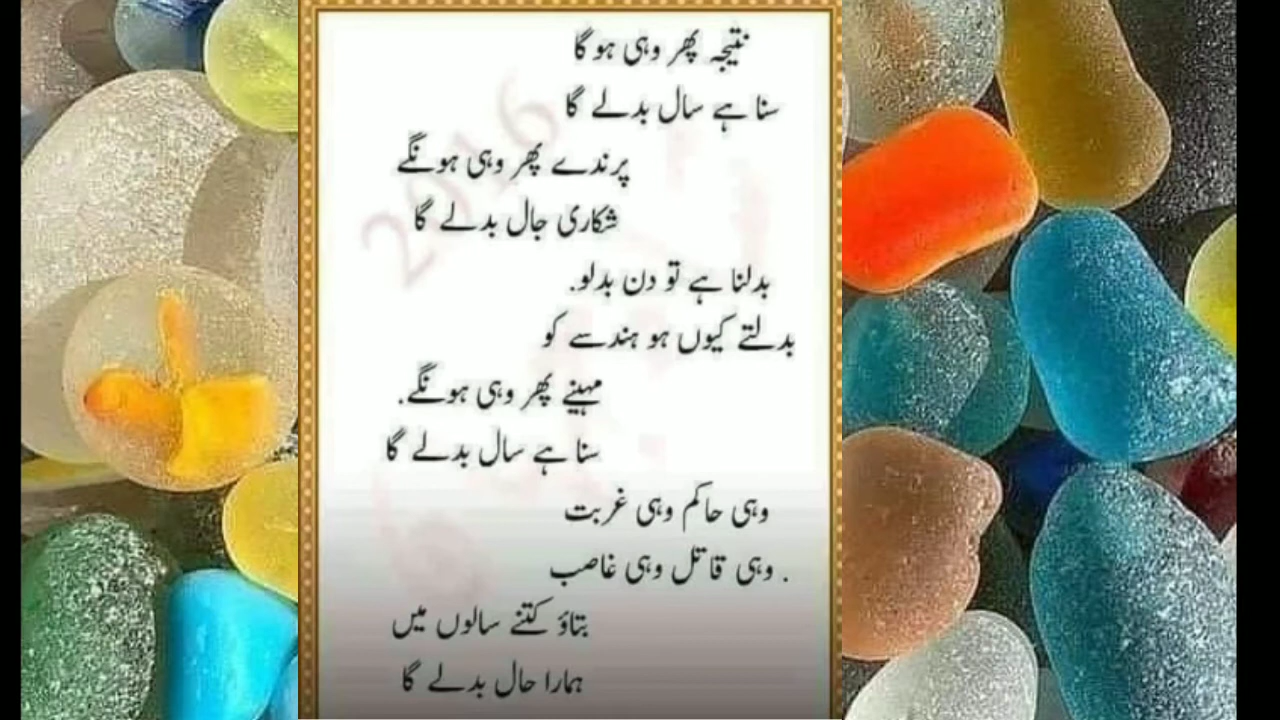 نتیجہ پھر وہی ہوگا
سنا ہے سال بدلے گا
پرندے پھر وہی ہونگے
شکاری جال بدلے گا
بدلنا ہے تو دن بدلو.
بدلتے کیوں ہو ہندسے کو
مہینے پھر وہی ہونگے.
سنا ہے سال بدلے گا
وہی حاکم وہی غربت
. وہی قاتل وہی غاصب
بتاؤ کتنے سالوں میں
ہمارا حال بدلے گا
2016